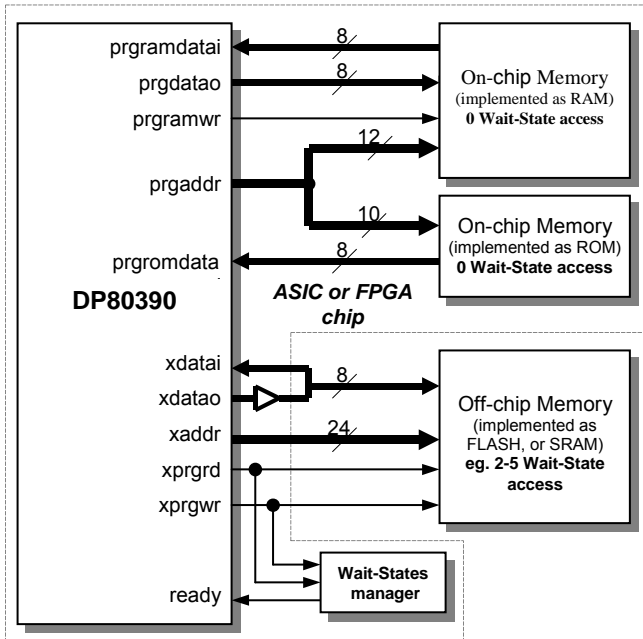 prgramdatai
8
prgdatao
8
prgramwr
On-chip Memory
(implemented as RAM)
0 Wait-State access
12
prgaddr
10
On-chip Memory
(implemented as ROM)
0 Wait-State access
prgromdata
8
DP80390
ASIC or FPGA
chip
xdatai
8
xdatao
xaddr
24
xprgrd
xprgwr
Off-chip Memory
(implemented as
FLASH, or SRAM)
eg. 2-5 Wait-State
access
ready
Wait-States
manager